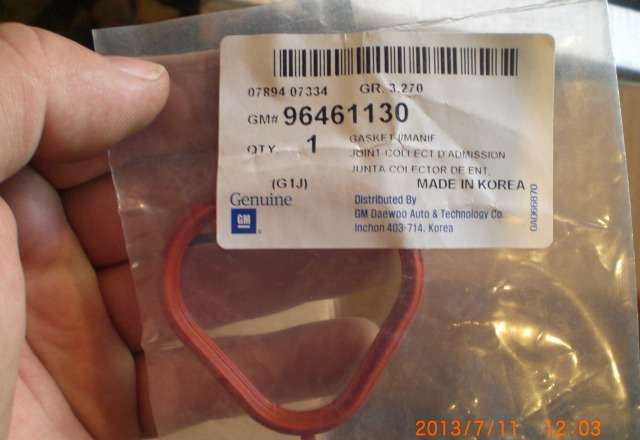 07894 07334 GR. 3.270
GM# 96461130
QTY. 1 GASKET-I/MANIF
JOINT-COLLECT D'ADMISSION
JUNTA COLECTOR DE ENT.
(G1J) MADE IN KOREA
Genuine
GM
Distributed By
GM Daewoo Auto & Technology Co.
Inchon 403-714, Korea
0AD66870
2013/7/11 12:03